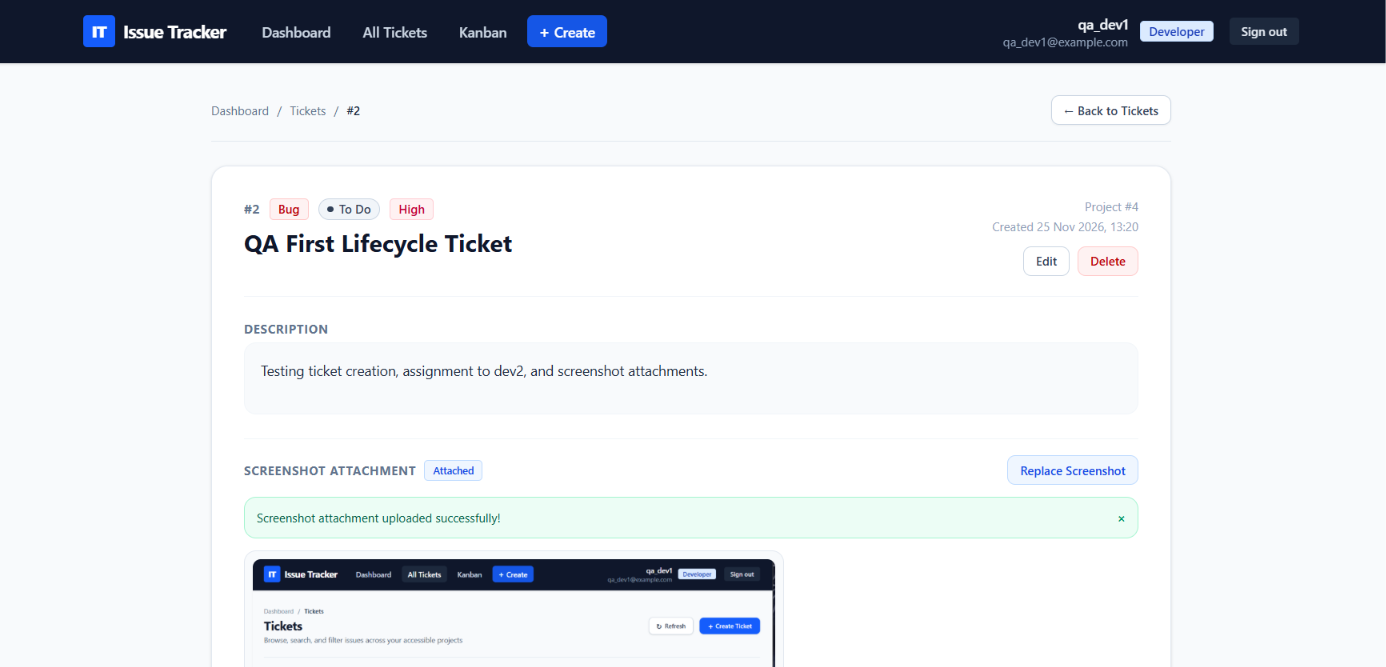 IT Issue Tracker Dashboard All Tickets Kanban + Create qa_dev1 Developer Sign out
qa_dev1@example.com
Dashboard / Tickets / #2 ← Back to Tickets
#2 Bug • To Do High Project #4
Created 25 Nov 2026, 13:20
QA First Lifecycle Ticket
Edit Delete
DESCRIPTION
Testing ticket creation, assignment to dev2, and screenshot attachments.
SCREENSHOT ATTACHMENT Attached Replace Screenshot
Screenshot attachment uploaded successfully! ×
IT Issue Tracker Dashboard All Tickets Kanban + Create qa_dev1 Developer Sign out
qa_dev1@example.com
Dashboard / Tickets
Tickets ↻ Refresh + Create Ticket
Browse, search, and filter issues across your accessible projects